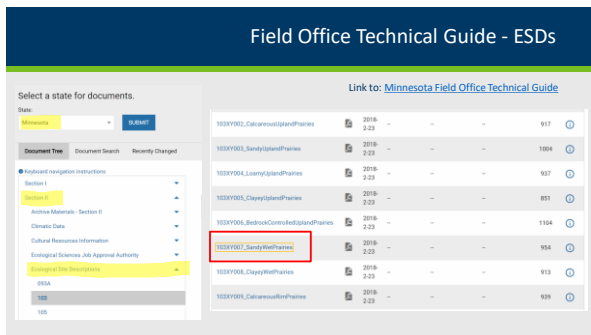 Field Office Technical Guide - ESDs
Link to: Minnesota Field Office Technical Guide
Select a state for documents.
State:
Minnesota
SUBMIT
Document Tree Document Search Recently Changed
Keyboard navigation instructions
Section I
Section II
Archive Materials - Section II
Climatic Data
Cultural Resources Information
Ecological Sciences Job Approval Authority
Ecological Site Descriptions
093A
103
105
103XY002_CalcareousUplandPrairies 2018-2-23 – – – 917
103XY003_SandyUplandPrairies 2018-2-23 – – – 1004
103XY004_LoamyUplandPrairies 2018-2-23 – – – 937
103XY005_ClayeyUplandPrairies 2018-2-23 – – – 851
103XY006_BedrockControlledUplandPrairies 2018-2-23 – – – 1104
103XY007_SandyWetPrairies 2018-2-23 – – – 954
103XY008_ClayeyWetPrairies 2018-2-23 – – – 913
103XY009_CalcareousRimPrairies 2018-2-23 – – – 939